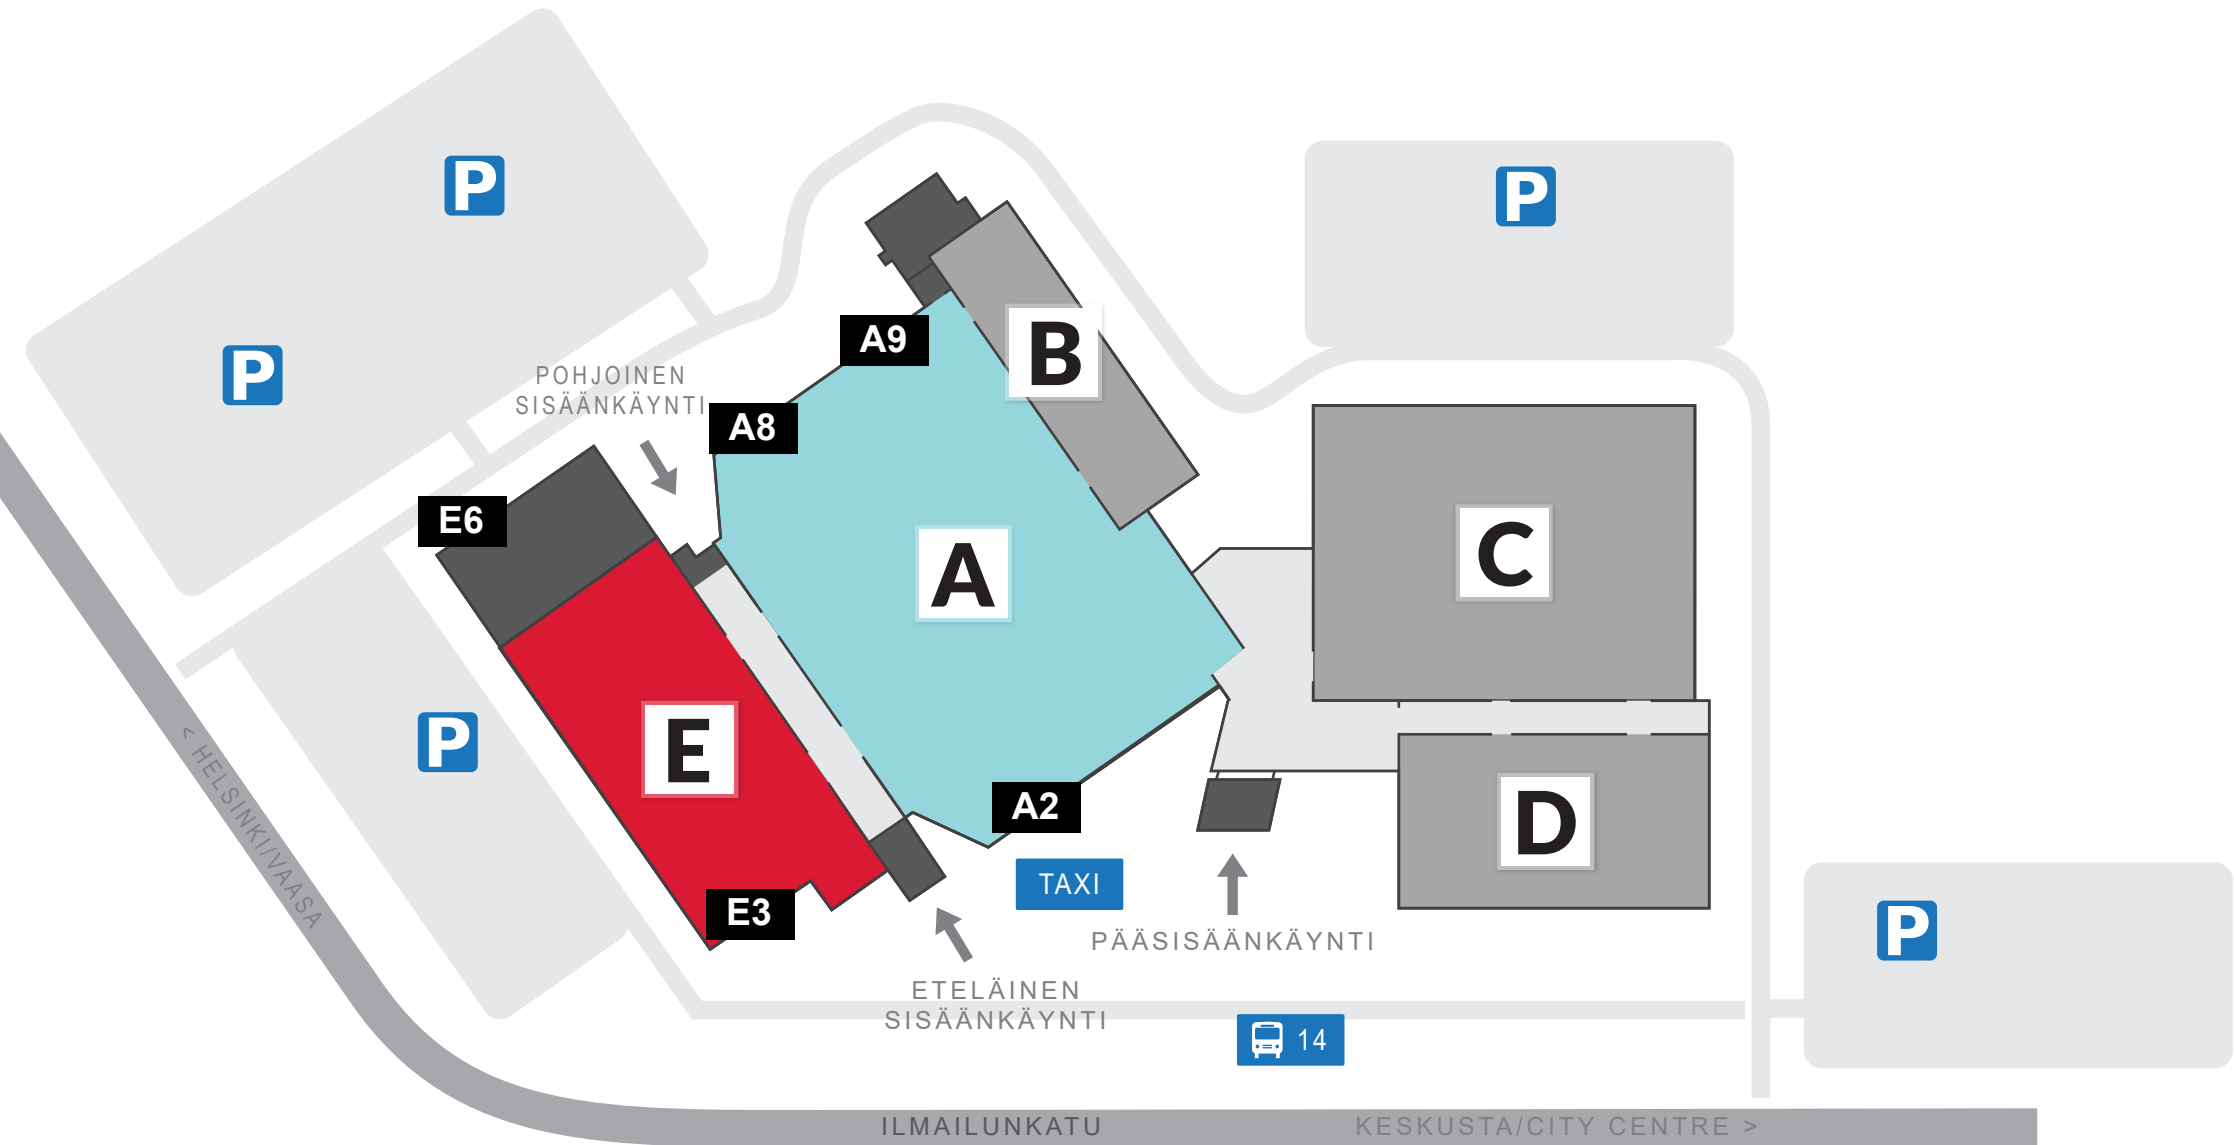 P
P
P
B
A9
POHJOINEN
SISÄÄNKÄYNTI
A8
E6
C
A
E
P
< HELSINKI/VAASA
A2
D
TAXI
E3
P
PÄÄSISÄÄNKÄYNTI
ETELÄINEN
SISÄÄNKÄYNTI
14
ILMAILUNKATU
KESKUSTA/CITY CENTRE >